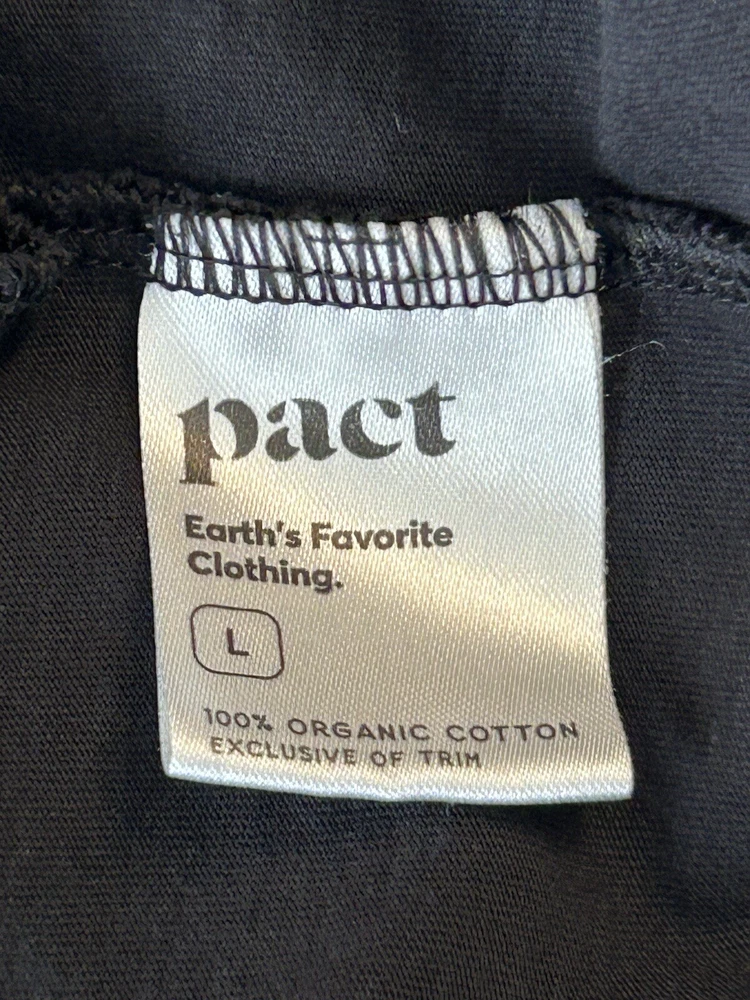 pact
Earth's Favorite
Clothing.
L
100% ORGANIC COTTON
EXCLUSIVE OF TRIM